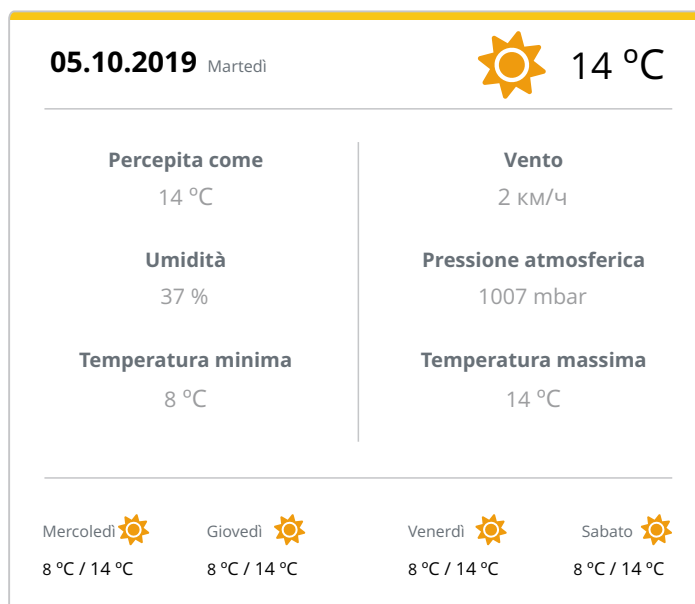 05.10.2019 Martedì
14 ºC
Percepita come
14 ºC
Vento
2 км/ч
Umidità
37 %
Pressione atmosferica
1007 mbar
Temperatura minima
8 ºC
Temperatura massima
14 ºC
Mercoledì
8 ºC / 14 ºC
Giovedì
8 ºC / 14 ºC
Venerdì
8 ºC / 14 ºC
Sabato
8 ºC / 14 ºC